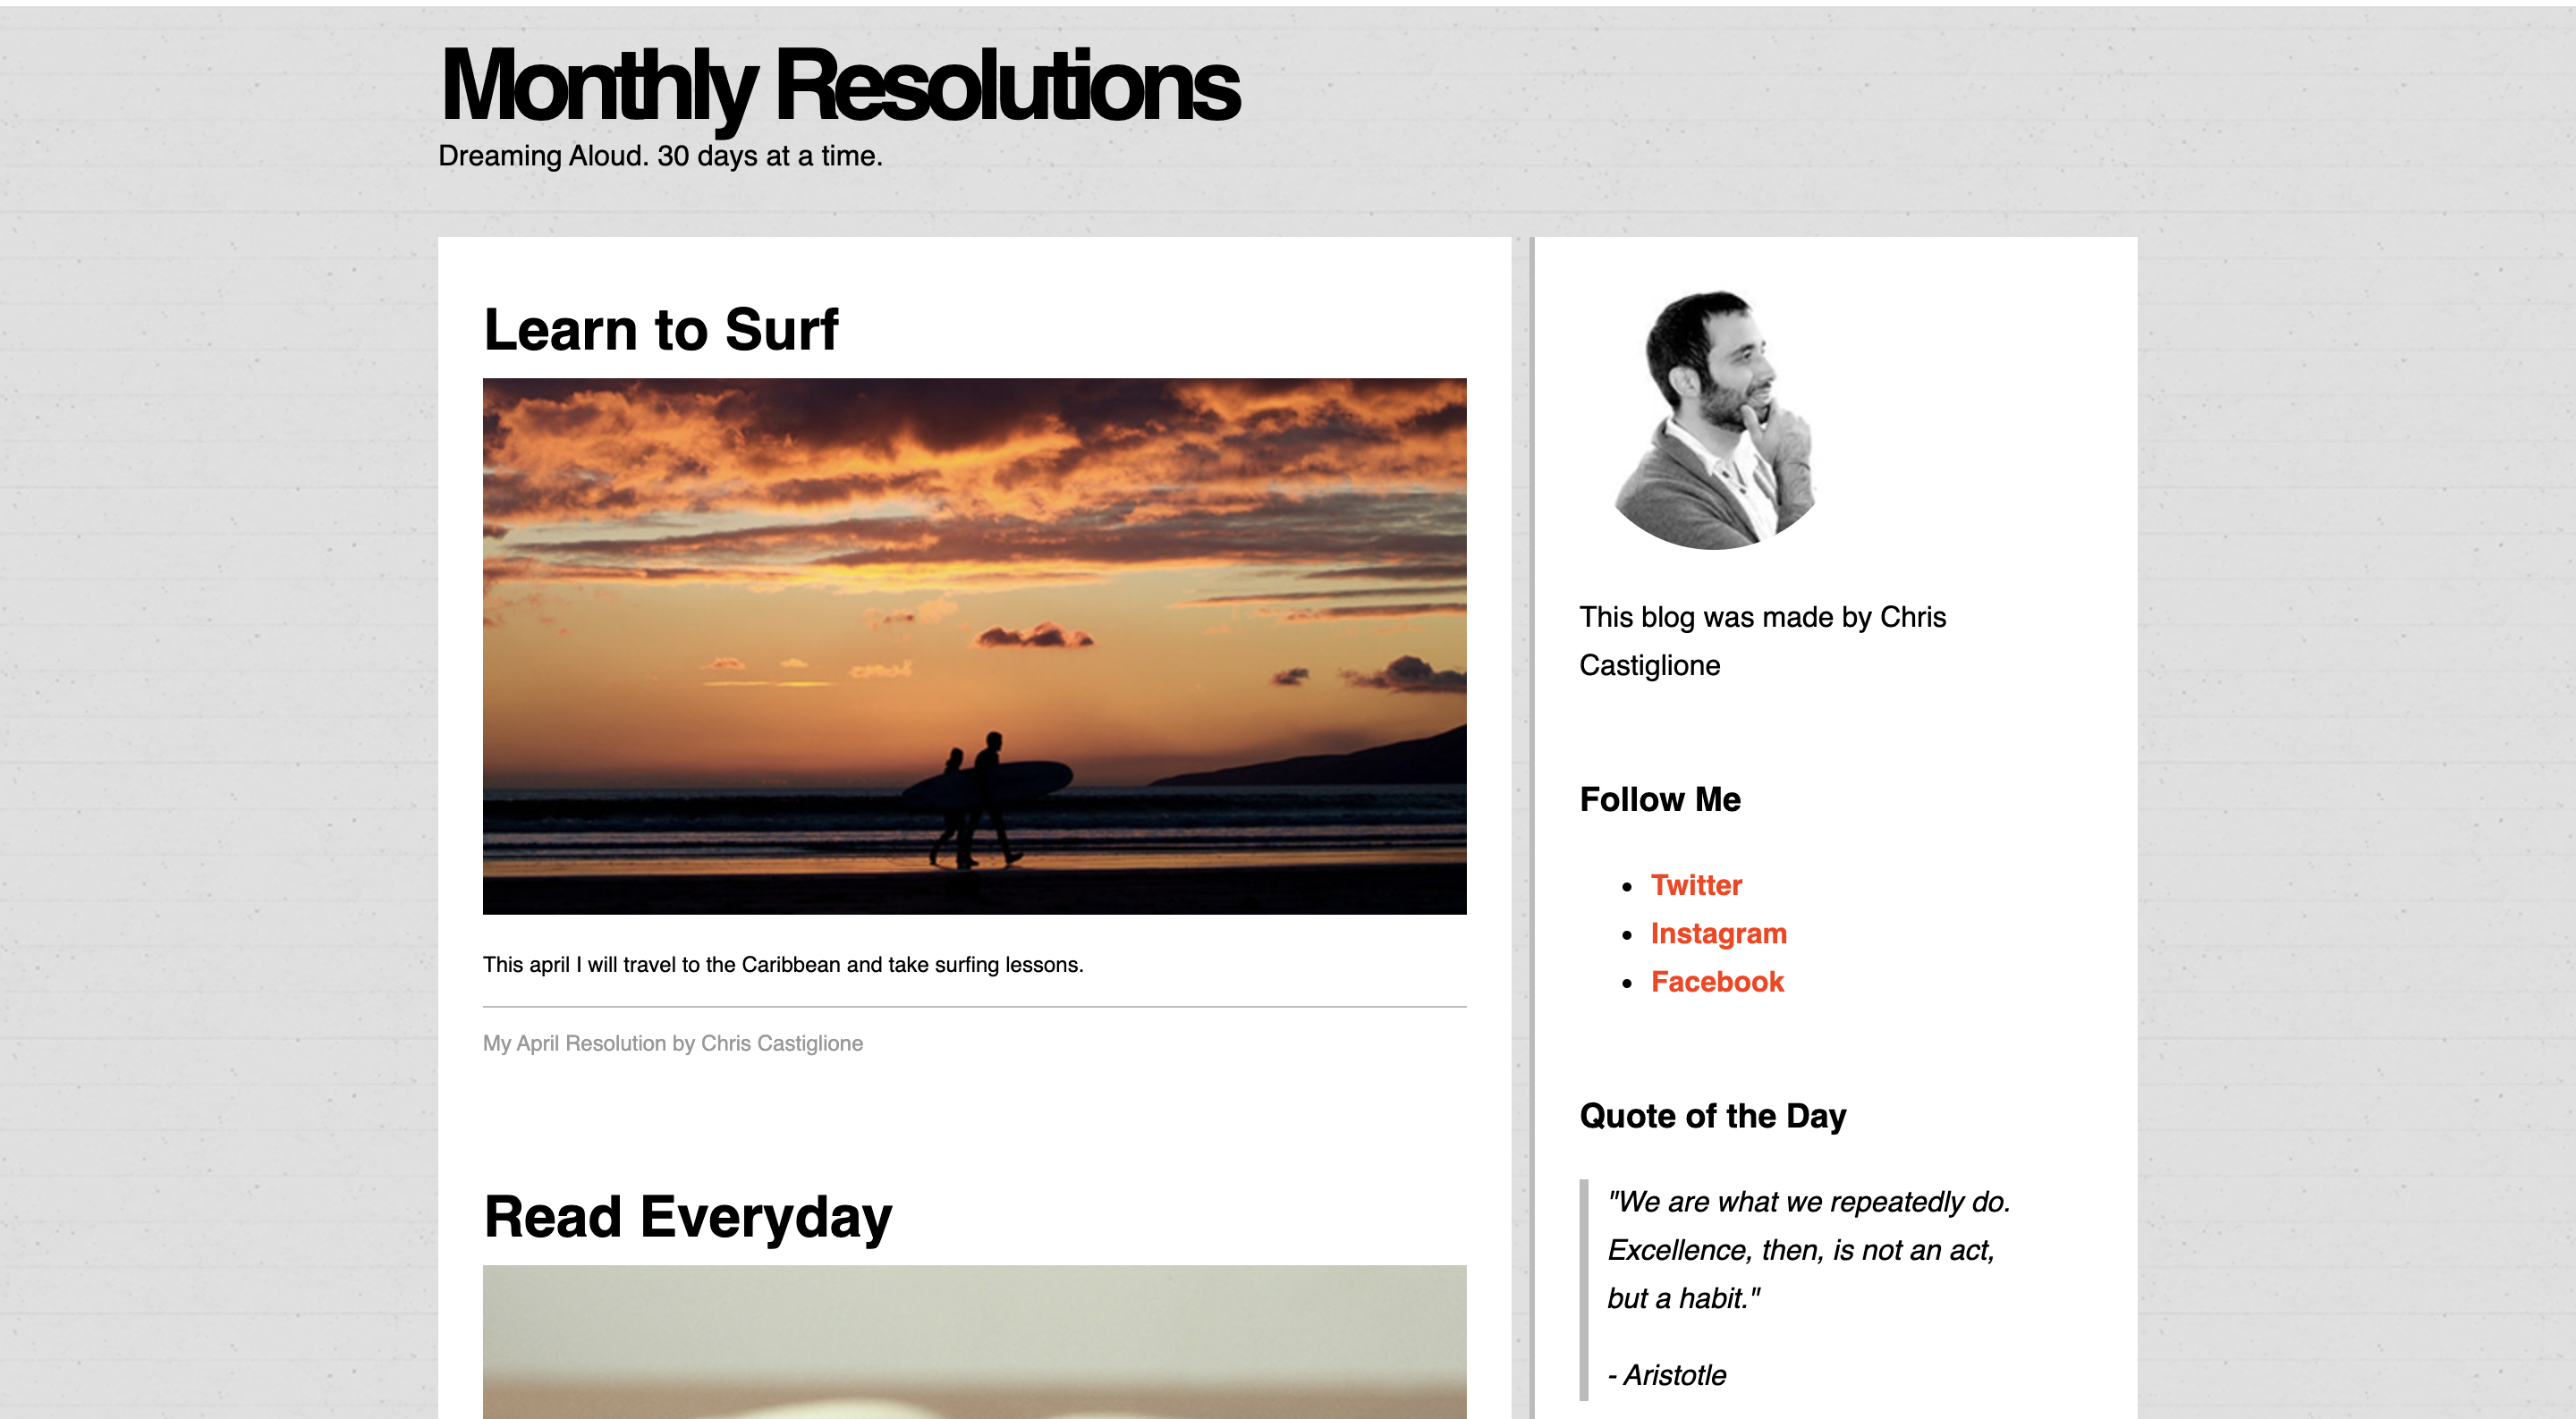 Monthly Resolutions
Dreaming Aloud. 30 days at a time.
Learn to Surf
This april I will travel to the Caribbean and take surfing lessons.
My April Resolution by Chris Castiglione
Read Everyday
This blog was made by Chris
Castiglione
Follow Me
Twitter
Instagram
Facebook
Quote of the Day
"We are what we repeatedly do.
Excellence, then, is not an act,
but a habit."
- Aristotle